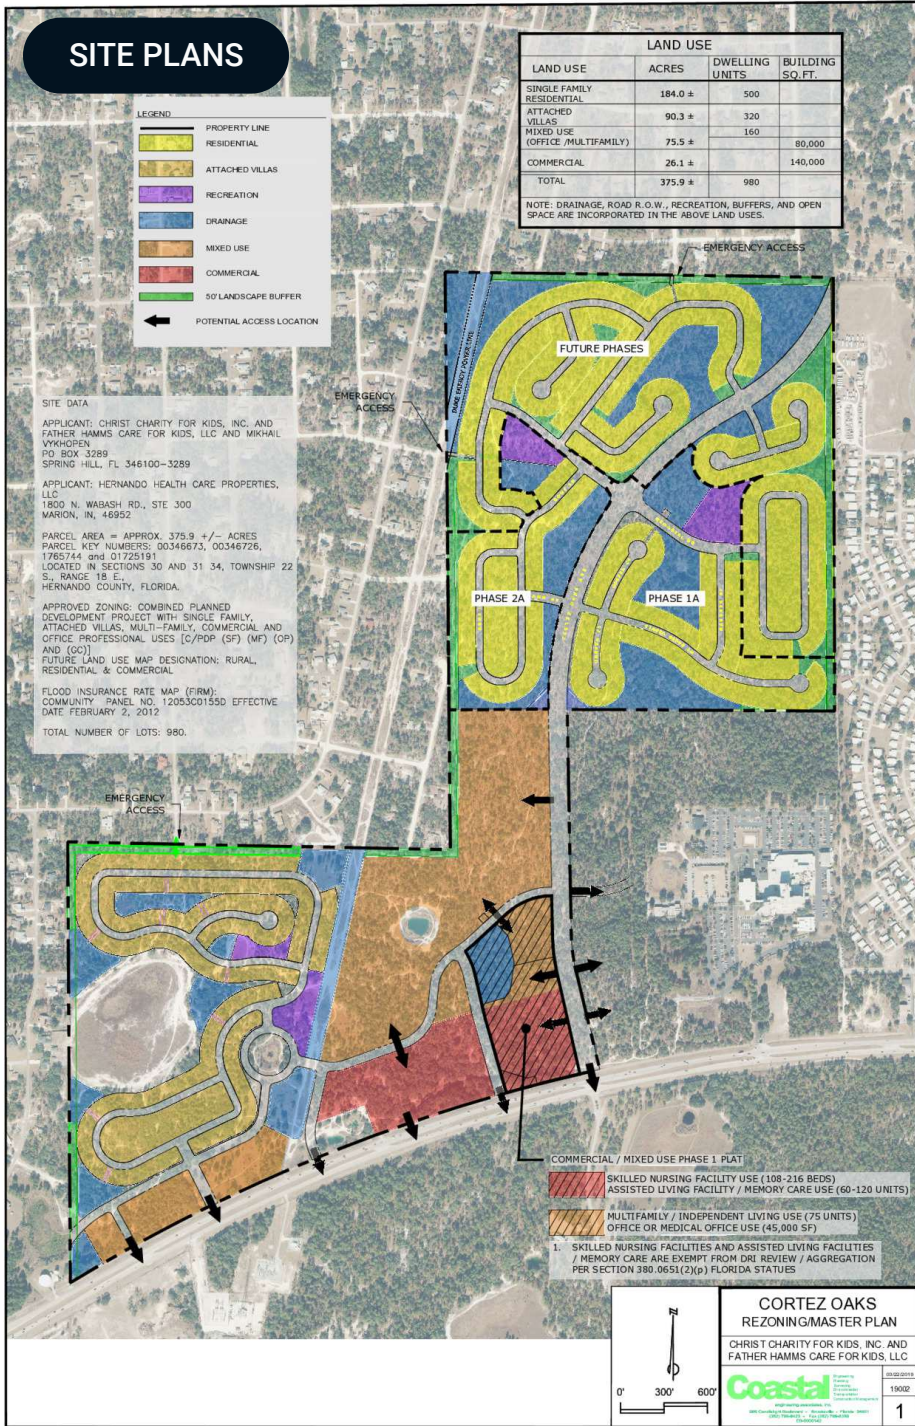 SITE PLANS
LEGEND
PROPERTY LINE
RESIDENTIAL
ATTACHED VILLAS
RECREATION
DRAINAGE
MIXED USE
COMMERCIAL
50' LANDSCAPE BUFFER
POTENTIAL ACCESS LOCATION
LAND USE
LAND USE ACRES DWELLING UNITS BUILDING SQ.FT.
SINGLE FAMILY RESIDENTIAL 184.0 ± 500
ATTACHED VILLAS 90.3 ± 320
MIXED USE (OFFICE /MULTIFAMILY) 75.5 ± 160 80,000
COMMERCIAL 26.1 ± 140,000
TOTAL 375.9 ± 980
NOTE: DRAINAGE, ROAD R.O.W., RECREATION, BUFFERS, AND OPEN
SPACE ARE INCORPORATED IN THE ABOVE LAND USES.
EMERGENCY ACCESS
FUTURE PHASES
DUKE ENERGY POWERLINE
EMERGENCY
ACCESS
PHASE 2A
PHASE 1A
SITE DATA
APPLICANT: CHRIST CHARITY FOR KIDS, INC. AND
FATHER HAMMS CARE FOR KIDS, LLC AND MIKHAIL
VYKHOPEN
PO BOX 3289
SPRING HILL, FL 346100-3289
APPLICANT: HERNANDO HEALTH CARE PROPERTIES,
LLC
1800 N. WABASH RD., STE 300
MARION, IN, 46952
PARCEL AREA = APPROX. 375.9 +/- ACRES
PARCEL KEY NUMBERS: 00346673, 00346726,
1765744 and 01725191
LOCATED IN SECTIONS 30 AND 31 34, TOWNSHIP 22
S., RANGE 18 E.,
HERNANDO COUNTY, FLORIDA.
APPROVED ZONING: COMBINED PLANNED
DEVELOPMENT PROJECT WITH SINGLE FAMILY,
ATTACHED VILLAS, MULTI-FAMILY, COMMERCIAL AND
OFFICE PROFESSIONAL USES [C/PDP (SF) (MF) (OP)
AND (GC)]
FUTURE LAND USE MAP DESIGNATION: RURAL,
RESIDENTIAL & COMMERCIAL
FLOOD INSURANCE RATE MAP (FIRM):
COMMUNITY PANEL NO. 12053C0155D EFFECTIVE
DATE FEBRUARY 2, 2012
TOTAL NUMBER OF LOTS: 980.
EMERGENCY
ACCESS
COMMERCIAL / MIXED USE PHASE 1 PLAT
SKILLED NURSING FACILITY USE (108-216 BEDS)
ASSISTED LIVING FACILITY / MEMORY CARE USE (60-120 UNITS)
MULTIFAMILY / INDEPENDENT LIVING USE (75 UNITS)
OFFICE OR MEDICAL OFFICE USE (45,000 SF)
1. SKILLED NURSING FACILITIES AND ASSISTED LIVING FACILITIES
/ MEMORY CARE ARE EXEMPT FROM DRI REVIEW / AGGREGATION
PER SECTION 380.0651(2)(p) FLORIDA STATUES
N
0' 300' 600'
CORTEZ OAKS
REZONING/MASTER PLAN
CHRIST CHARITY FOR KIDS, INC. AND
FATHER HAMMS CARE FOR KIDS, LLC
Coastal
19002
1